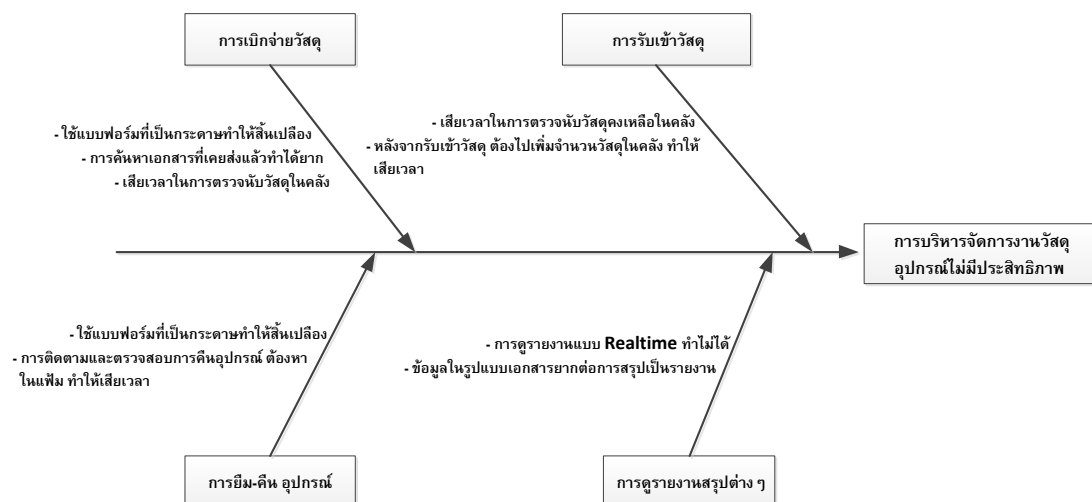 การเบิกจ่ายวัสดุ
การรับเข้าวัสดุ
- ใช้แบบฟอร์มที่เป็นกระดาษทำให้สิ้นเปลือง
- การค้นหาเอกสารที่เคยส่งแล้วทำได้ยาก
- เสียเวลาในการตรวจนับวัสดุในคลัง
- เสียเวลาในการตรวจนับวัสดุคงเหลือในคลัง
- หลังจากรับเข้าวัสดุ ต้องไปเพิ่มจำนวนวัสดุในคลัง ทำให้
เสียเวลา
การบริหารจัดการงานวัสดุ
อุปกรณ์ไม่มีประสิทธิภาพ
- ใช้แบบฟอร์มที่เป็นกระดาษทำให้สิ้นเปลือง
- การติดตามและตรวจสอบการคืนอุปกรณ์ ต้องหา
ในแฟ้ม ทำให้เสียเวลา
- การดูรายงานแบบ Realtime ทำไม่ได้
- ข้อมูลในรูปแบบเอกสารยากต่อการสรุปเป็นรายงาน
การยืม-คืน อุปกรณ์
การดูรายงานสรุปต่าง ๆ